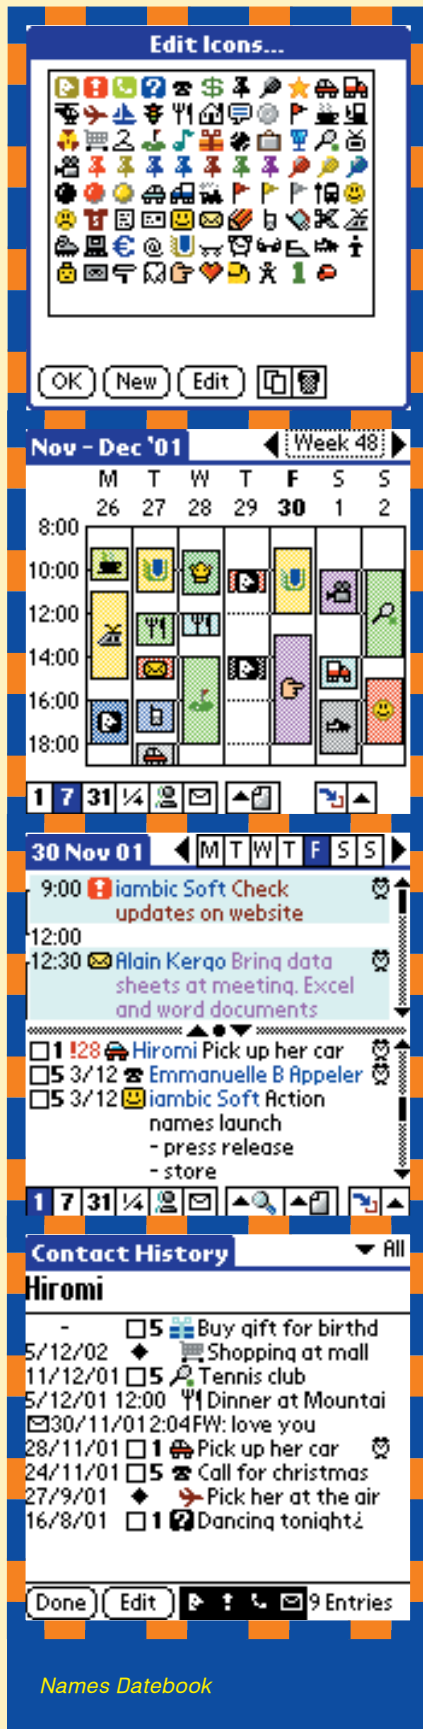 Edit Icons...
OK New Edit
Nov - Dec '01 Week 48
M T W T F S S
26 27 28 29 30 1 2
8:00
10:00
12:00
14:00
16:00
18:00
1 7 31 1/4
30 Nov 01 M T W T F S S
9:00 iambic Soft Check
updates on website
12:00
12:30 Alain Kergo Bring data
sheets at meeting. Excel
and word documents
1 !28 Hiromi Pick up her car
5 3/12 Emmanuelle B Appeler
5 3/12 iambic Soft Action
names launch
- press release
- store
1 7 31 1/4
Contact History All
Hiromi
- 5 Buy gift for birthd
5/12/02 Shopping at mall
11/12/01 5 Tennis club
5/12/01 12:00 Dinner at Mountai
30/11/01 2:04 FW: love you
28/11/01 1 Pick up her car
24/11/01 5 Call for christmas
27/9/01 Pick her at the air
16/8/01 1 Dancing tonight¿
Done Edit 9 Entries
Names Datebook